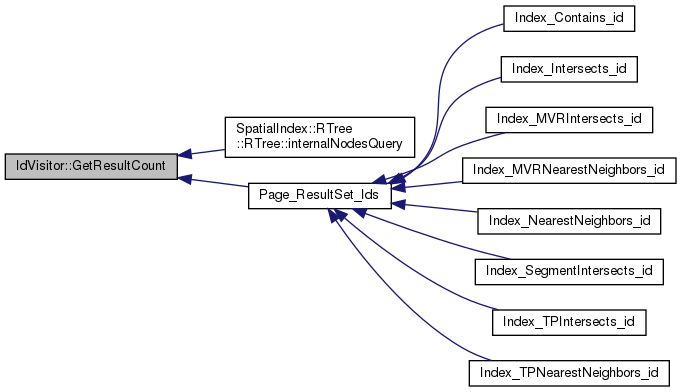 IdVisitor::GetResultCount
SpatialIndex::RTree
::RTree::internalNodesQuery
Page_ResultSet_Ids
Index_Contains_id
Index_Intersects_id
Index_MVRIntersects_id
Index_MVRNearestNeighbors_id
Index_NearestNeighbors_id
Index_SegmentIntersects_id
Index_TPIntersects_id
Index_TPNearestNeighbors_id